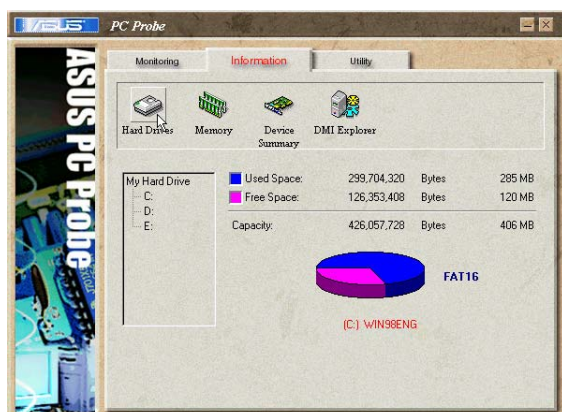 ASUS PC Probe
Monitoring Information Utility
Hard Drives Memory Device Summary DMI Explorer
ASUS PC Probe
My Hard Drive
C:
D:
E:
Used Space: 299,704,320 Bytes 285 MB
Free Space: 126,353,408 Bytes 120 MB
Capacity: 426,057,728 Bytes 406 MB
FAT16
(C:) WIN98ENG